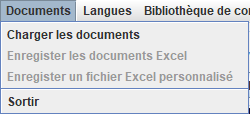 Documents Langues Bibliothèque de co
Charger les documents
Enregister les documents Excel
Enregister un fichier Excel personnalisé
Sortir